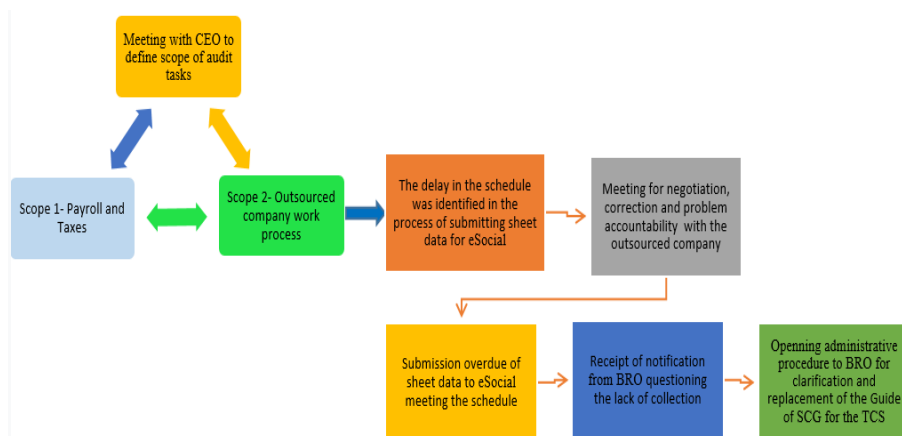 Meeting with CEO to
define scope of audit
tasks
Scope 1- Payroll and
Taxes
Scope 2- Outsourced
company work
process
The delay in the schedule
was identified in the
process of submitting sheet
data for eSocial
Meeting for negotiation,
correction and problem
accountability with the
outsourced company
Submission overdue of
sheet data to eSocial
meeting the schedule
Receipt of notification
from BRO questioning
the lack of collection
Openning administrative
procedure to BRO for
clarification and
replacement of the Guide
of SCG for the TCS